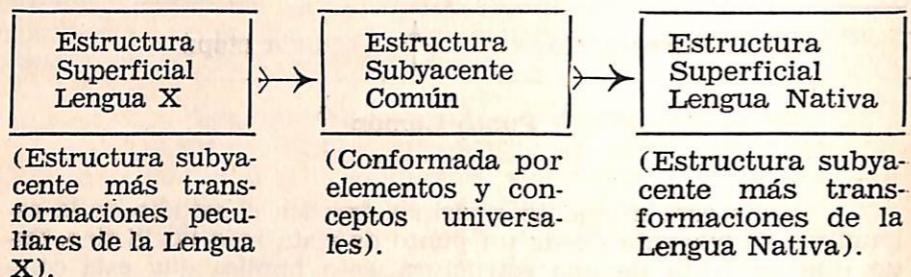 Estructura
Superficial
Lengua X
Estructura
Subyacente
Común
Estructura
Superficial
Lengua Nativa
(Estructura subya-
cente más trans-
formaciones pecu-
liares de la Lengua
X).
(Conformada por
elementos y con-
ceptos universa-
les).
(Estructura subya-
cente más trans-
formaciones de la
Lengua Nativa).